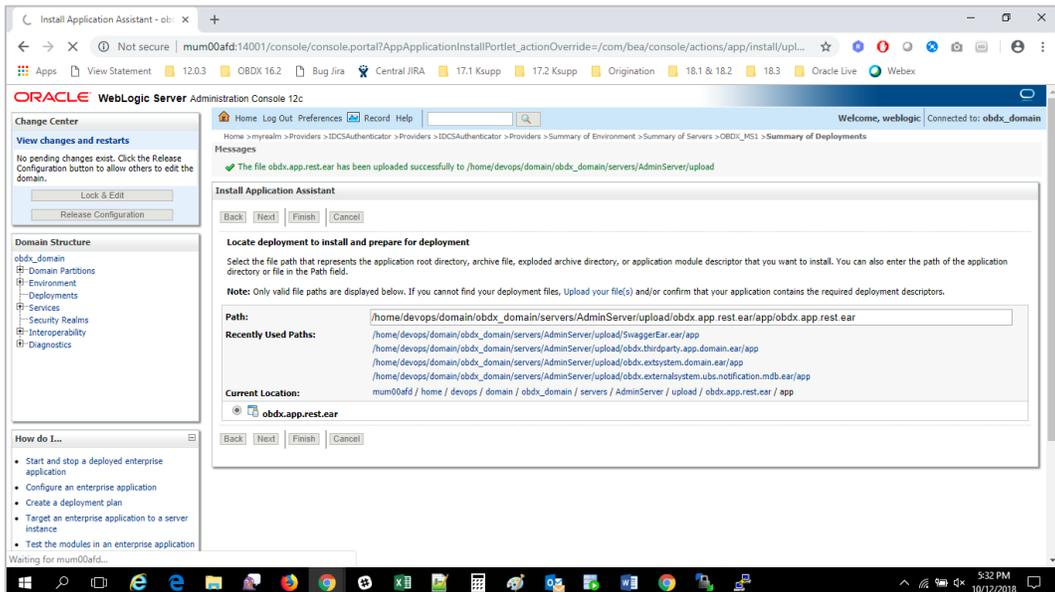 Install Application Assistant - ob
Not secure | mum00afd:14001/console/console.portal?AppApplicationInstallPortlet_actionOverride=/com/bea/console/actions/app/install/upl...
Apps View Statement 12.0.3 OBDX 16.2 Bug Jira Central JIRA 17.1 Ksupp 17.2 Ksupp Origination 18.1 & 18.2 18.3 Oracle Live Webex
ORACLE WebLogic Server Administration Console 12c
Change Center
View changes and restarts
No pending changes exist. Click the Release
Configuration button to allow others to edit the
domain.
Lock & Edit
Release Configuration
Domain Structure
obdx_domain
Domain Partitions
Environment
Deployments
Services
Security Realms
Interoperability
Diagnostics
How do I...
Start and stop a deployed enterprise
application
Configure an enterprise application
Create a deployment plan
Target an enterprise application to a server
instance
Test the modules in an enterprise application
Home Log Out Preferences Record Help
Welcome, weblogic Connected to: obdx_domain
Home >myrealm >Providers >IDCSAuthenticator >Providers >IDCSAuthenticator >Providers >Summary of Environment >Summary of Servers >OBDX_MS1 >Summary of Deployments
Messages
The file obdx.app.rest.ear has been uploaded successfully to /home/devops/domain/obdx_domain/servers/AdminServer/upload
Install Application Assistant
Back Next Finish Cancel
Locate deployment to install and prepare for deployment
Select the file path that represents the application root directory, archive file, exploded archive directory, or application module descriptor that you want to install. You can also enter the path of the application
directory or file in the Path field.
Note: Only valid file paths are displayed below. If you cannot find your deployment files, Upload your file(s) and/or confirm that your application contains the required deployment descriptors.
Path: /home/devops/domain/obdx_domain/servers/AdminServer/upload/obdx.app.rest.ear/app/obdx.app.rest.ear
Recently Used Paths: /home/devops/domain/obdx_domain/servers/AdminServer/upload/SwaggerEar.ear/app
/home/devops/domain/obdx_domain/servers/AdminServer/upload/obdx.thirdparty.app.domain.ear/app
/home/devops/domain/obdx_domain/servers/AdminServer/upload/obdx.extsystem.domain.ear/app
/home/devops/domain/obdx_domain/servers/AdminServer/upload/obdx.externalsystem.ubs.notification.mdb.ear/app
Current Location: mum00afd / home / devops / domain / obdx_domain / servers / AdminServer / upload / obdx.app.rest.ear / app
obdx.app.rest.ear
Back Next Finish Cancel
Waiting for mum00afd...
5:32 PM
10/12/2018